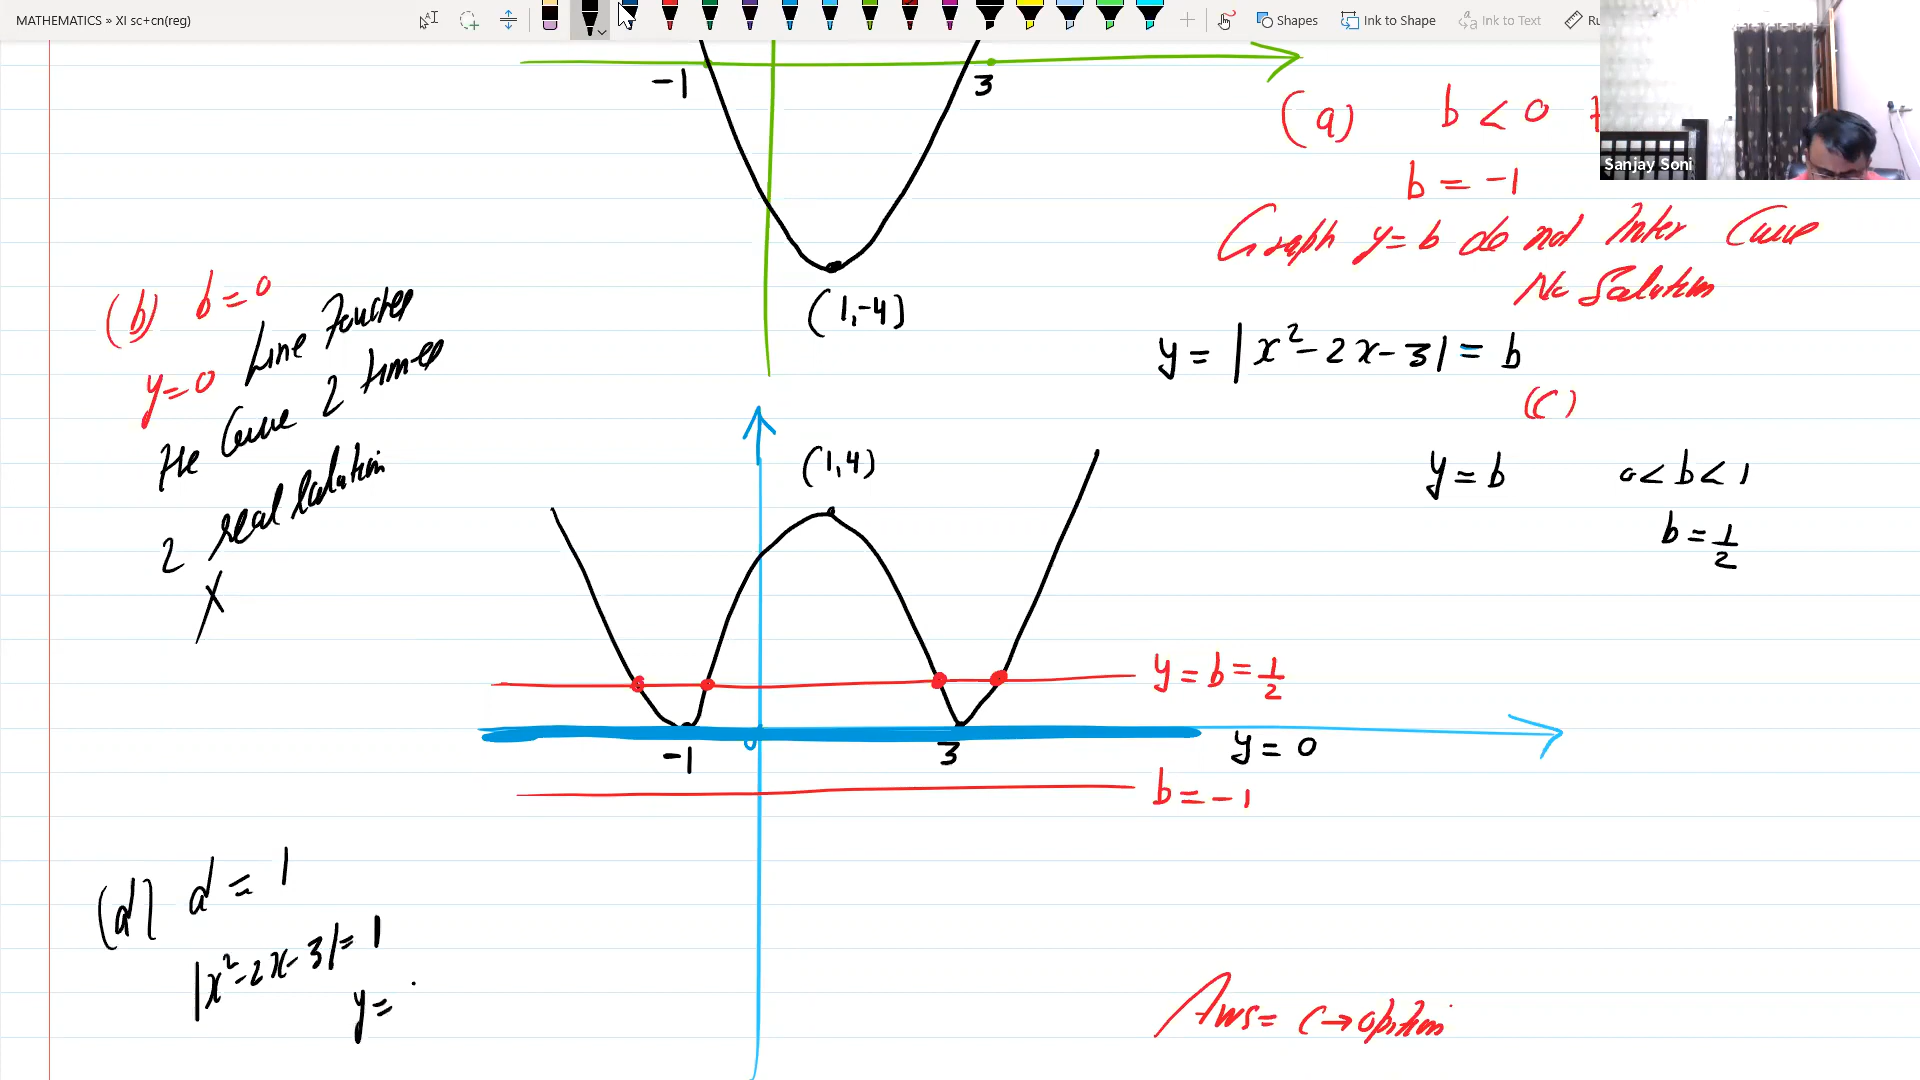 MATHEMATICS » XI sc+cn(reg)
Shapes
Ink to Shape
Ink to Text
Ru
Sanjay Soni
-1
3
(1,-4)
(a) b < 0
b = -1
Graph y=b do not Inter Curve
No Solution
(b) b=0
y=0 Line Touches
the Curve 2 times
2 real Solution
X
y = |x²-2x-3| = b
(C)
y = b 0 < b < 1
b = 1/2
(1,4)
y = b = 1/2
0
-1
3
y = 0
b = -1
(d) d = 1
|x²-2x-3| = 1
y =
Ans = C → option